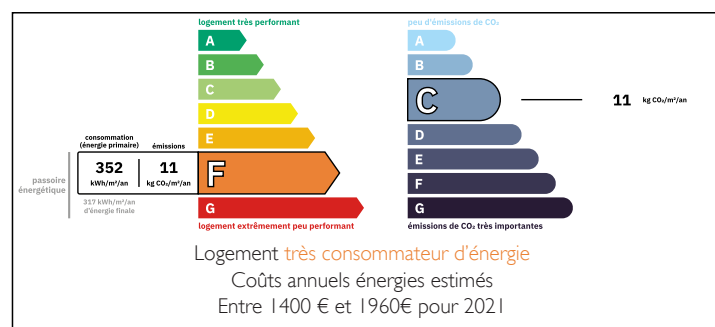 logement très performant
A
B
C
D
E
consommation
(énergie primaire)
émissions
passoire
énergétique
352
kWh/m²/an
11
kg CO₂/m²/an
F
317 kWh/m²/an
d'énergie finale
G
logement extrêmement peu performant
peu d'émissions de CO₂
A
B
C
11 kg CO₂/m²/an
D
E
F
G
émissions de CO₂ très importantes
Logement très consommateur d'énergie
Coûts annuels énergies estimés
Entre 1400 € et 1960€ pour 2021